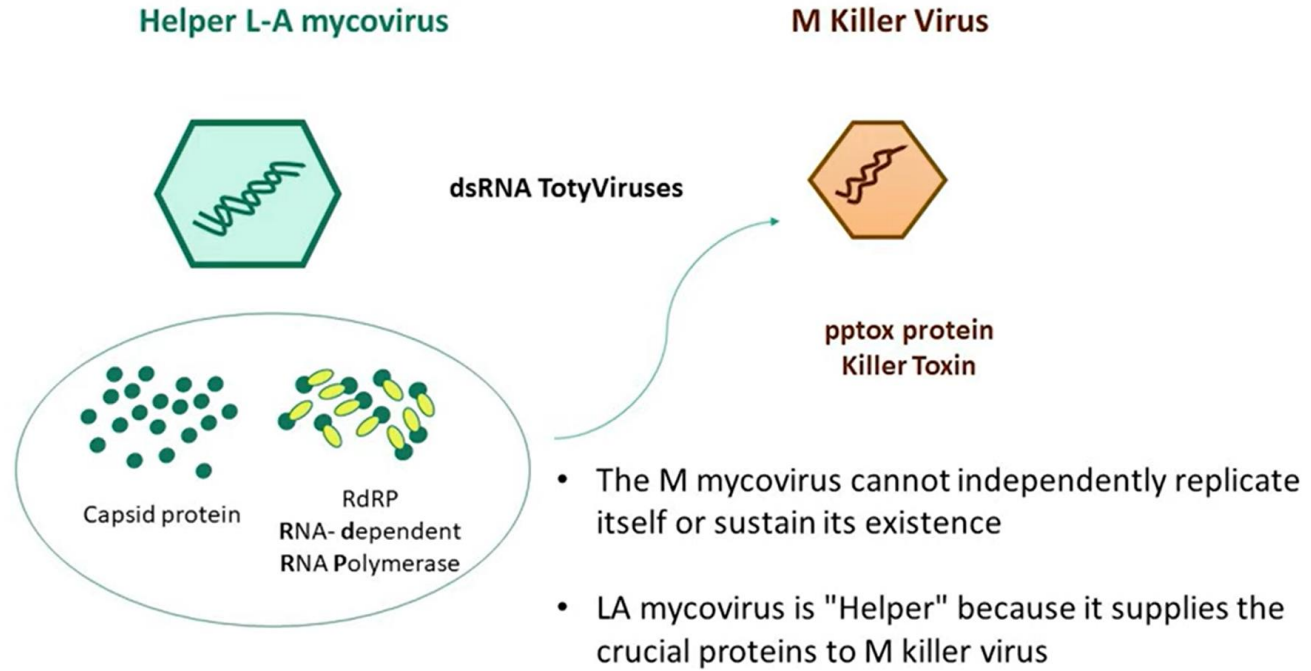 Helper L-A mycovirus
M Killer Virus
dsRNA TotyViruses
pptox protein
Killer Toxin
Capsid protein
RdRP
RNA- dependent
RNA Polymerase
• The M mycovirus cannot independently replicate
itself or sustain its existence
• LA mycovirus is "Helper" because it supplies the
crucial proteins to M killer virus